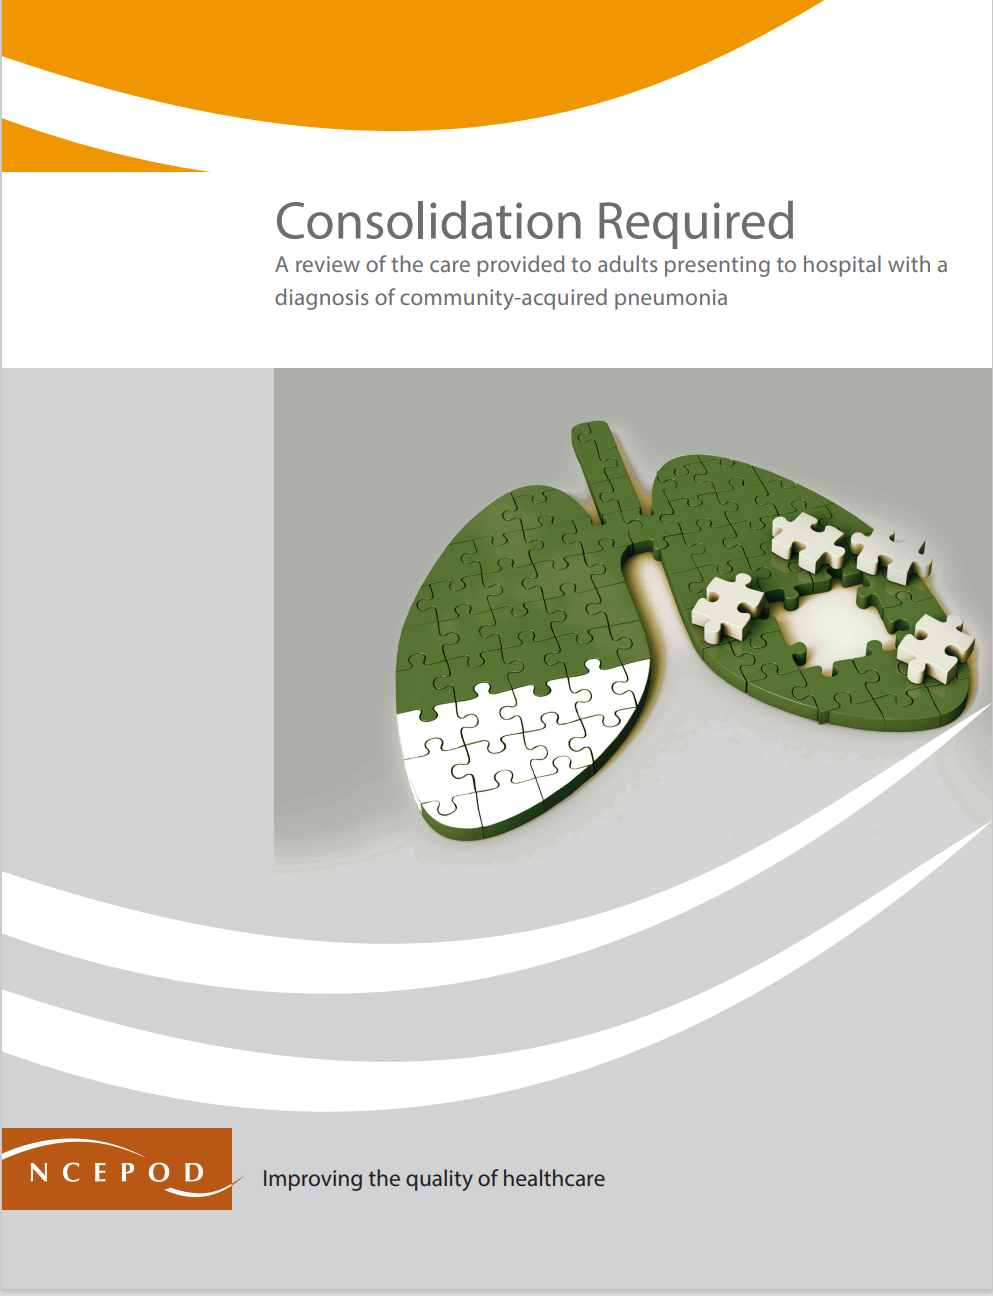 Consolidation Required
A review of the care provided to adults presenting to hospital with a
diagnosis of community-acquired pneumonia
NCEPOD
Improving the quality of healthcare